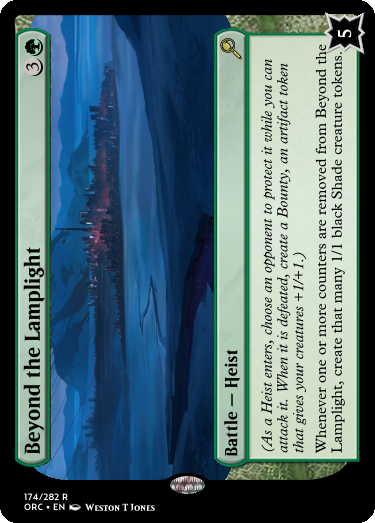 Beyond the Lamplight
3
Battle — Heist
(As a Heist enters, choose an opponent to protect it while you can
attack it. When it is defeated, create a Bounty, an artifact token
that gives your creatures +1/+1.)
Whenever one or more counters are removed from Beyond the
Lamplight, create that many 1/1 black Shade creature tokens.
5
174/282 R
ORC • EN Weston T Jones